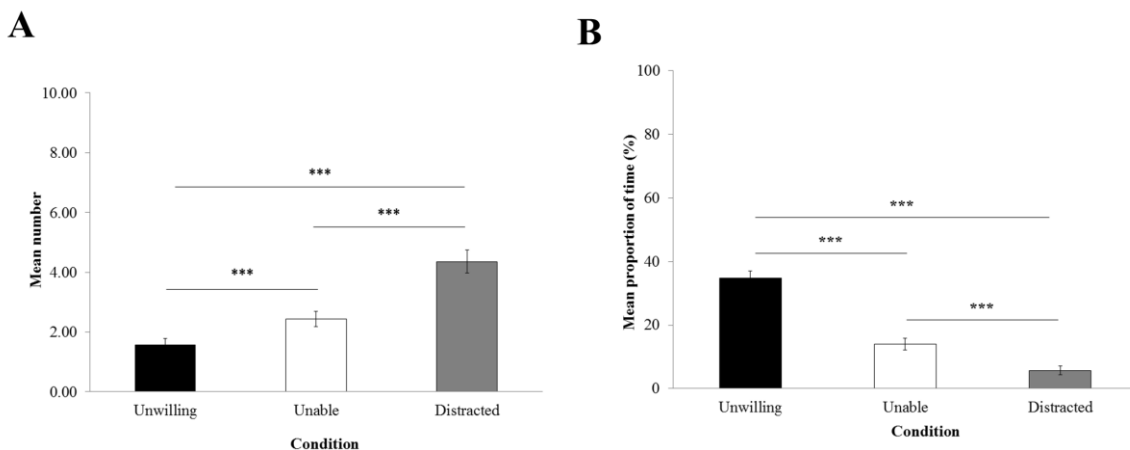 A
Mean number
10.00
8.00
6.00
4.00
2.00
0.00
***
***
***
Unwilling Unable Distracted
Condition
B
Mean proportion of time (%)
100
80
60
40
20
0
***
***
***
Unwilling Unable Distracted
Condition